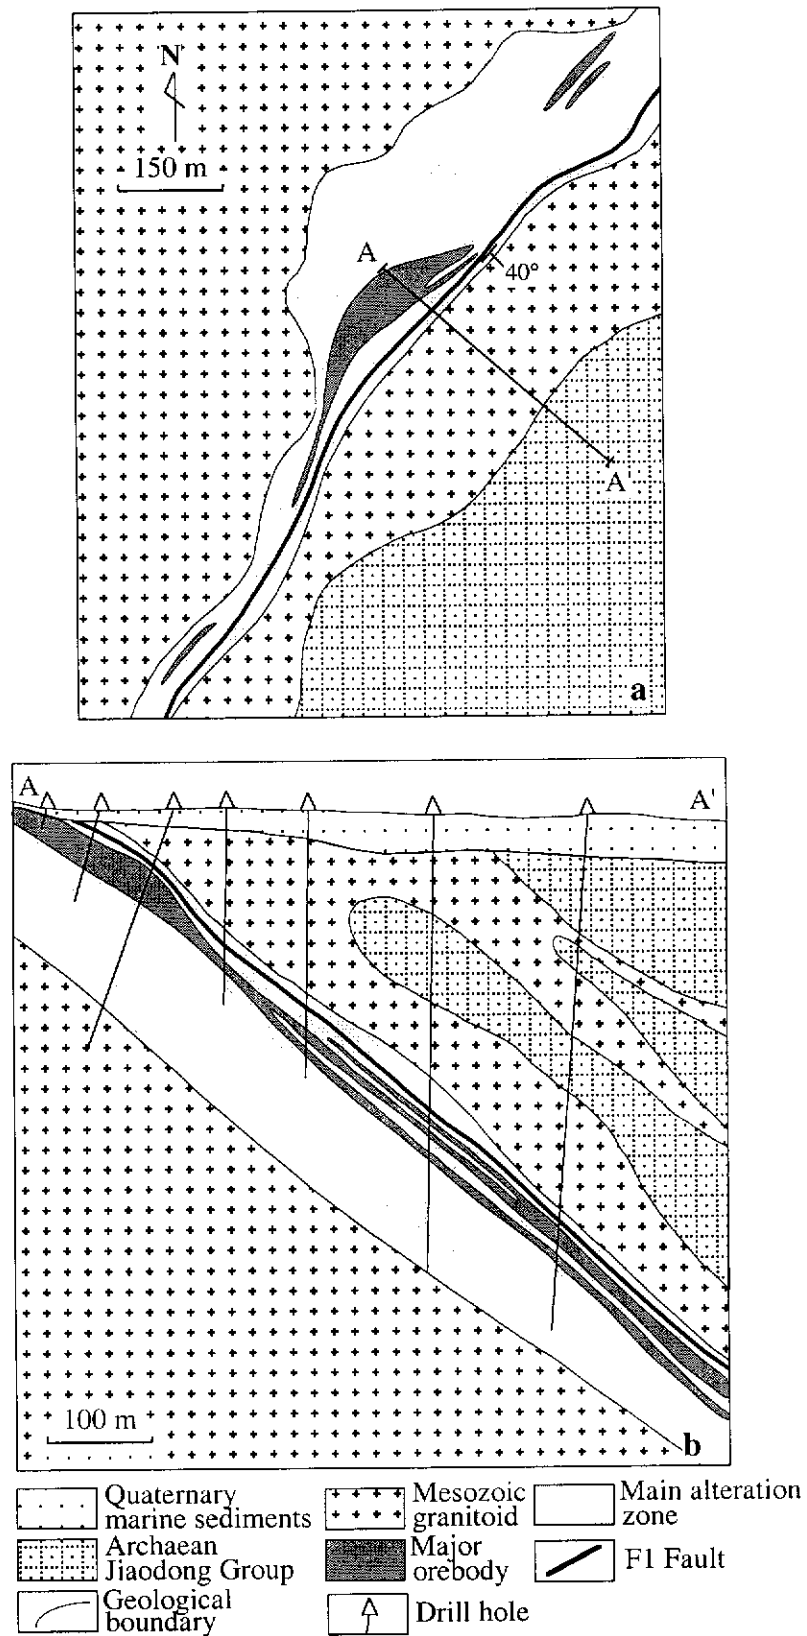 N
150 m
A
40°
A
a
A
A'
100 m
b
Quaternary
marine sediments
Mesozoic
granitoid
Main alteration
zone
Archaean
Jiaodong Group
Major
orebody
F1 Fault
Geological
boundary
Drill hole